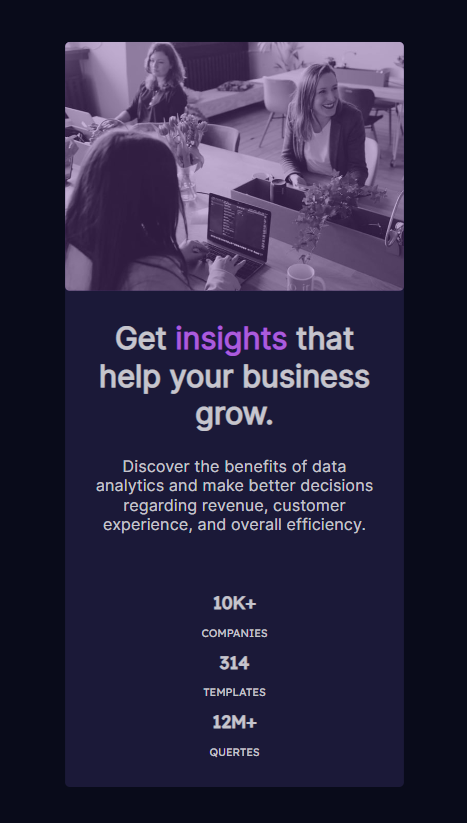 Get insights that
help your business
grow.
Discover the benefits of data
analytics and make better decisions
regarding revenue, customer
experience, and overall efficiency.
10K+
COMPANIES
314
TEMPLATES
12M+
QUERTES